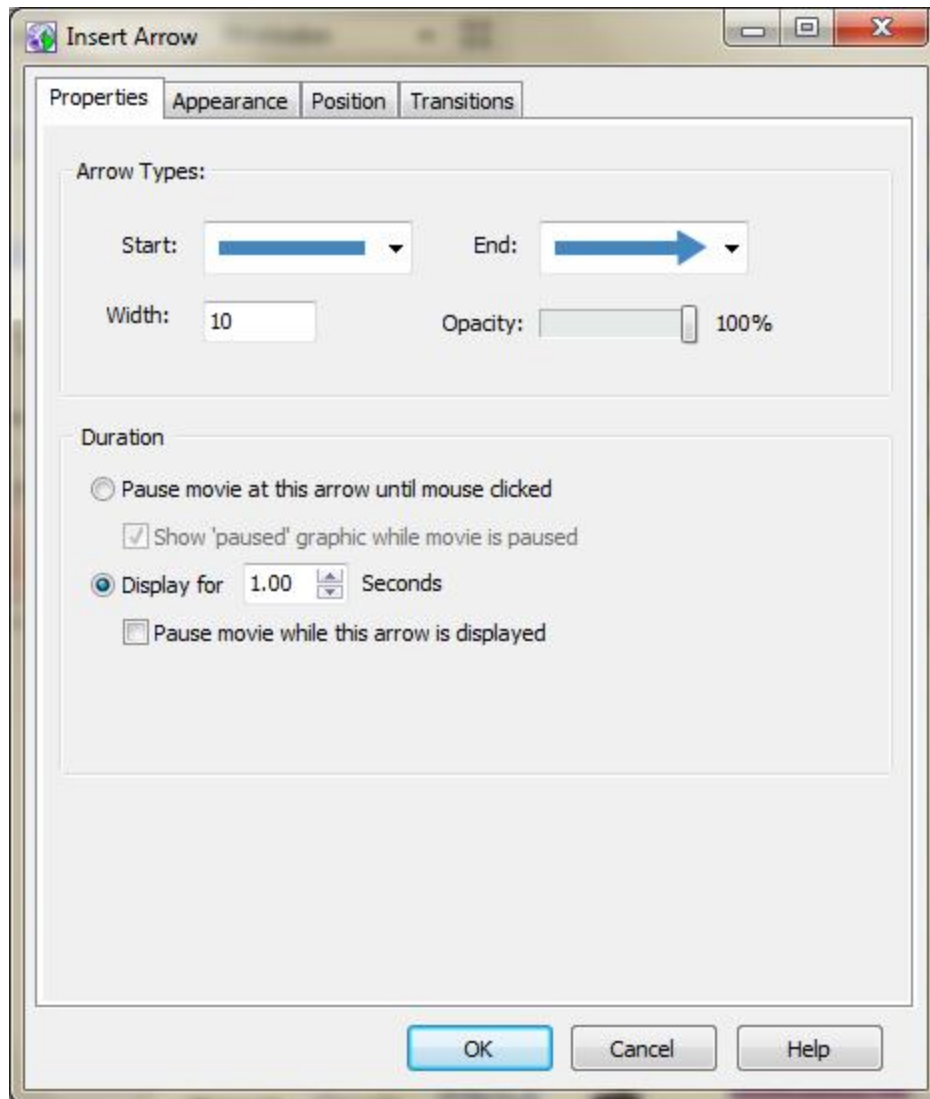 Insert Arrow
Properties Appearance Position Transitions
Arrow Types:
Start: End:
Width: 10 Opacity: 100%
Duration
Pause movie at this arrow until mouse clicked
Show 'paused' graphic while movie is paused
Display for 1.00 Seconds
Pause movie while this arrow is displayed
OK Cancel Help